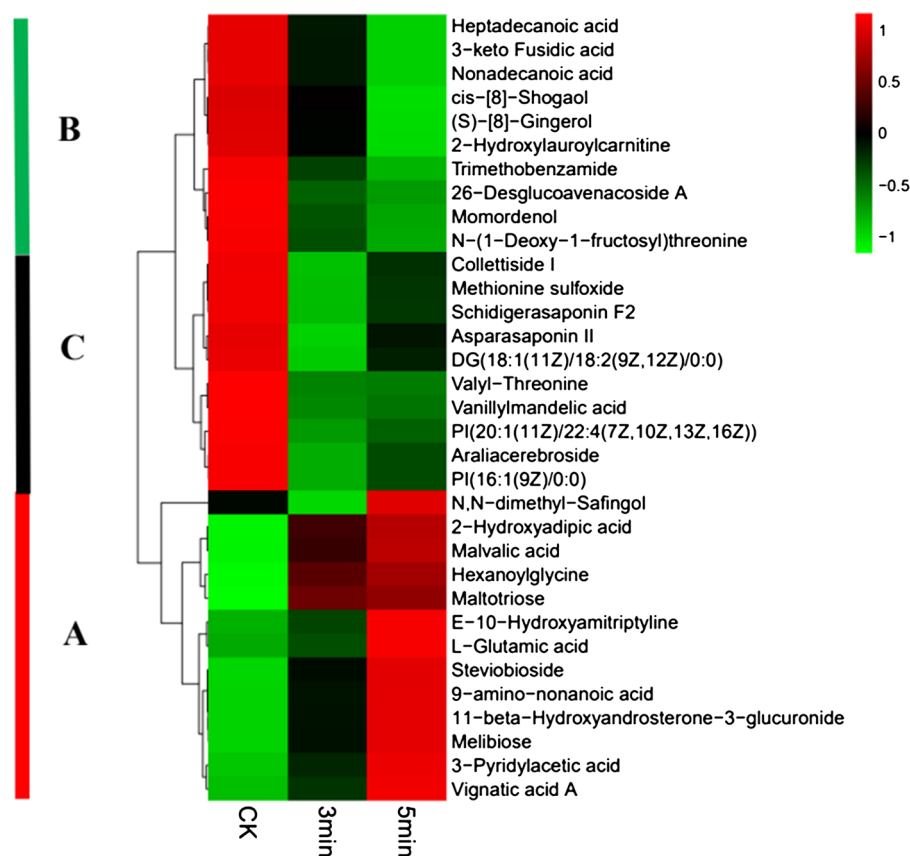 B
C
A
Heptadecanoic acid
3−keto Fusidic acid
Nonadecanoic acid
cis−[8]−Shogaol
(S)−[8]−Gingerol
2−Hydroxylauroylcarnitine
Trimethobenzamide
26−Desglucoavenacoside A
Momordenol
N−(1−Deoxy−1−fructosyl)threonine
Collettiside I
Methionine sulfoxide
Schidigerasaponin F2
Asparasaponin II
DG(18:1(11Z)/18:2(9Z,12Z)/0:0)
Valyl−Threonine
Vanillylmandelic acid
PI(20:1(11Z)/22:4(7Z,10Z,13Z,16Z))
Araliacerebroside
PI(16:1(9Z)/0:0)
N,N−dimethyl−Safingol
2−Hydroxyadipic acid
Malvalic acid
Hexanoylglycine
Maltotriose
E−10−Hydroxyamitriptyline
L−Glutamic acid
Steviobioside
9−amino−nonanoic acid
11−beta−Hydroxyandrosterone−3−glucuronide
Melibiose
3−Pyridylacetic acid
Vignatic acid A
CK
3min
5min
1
0.5
0
−0.5
−1